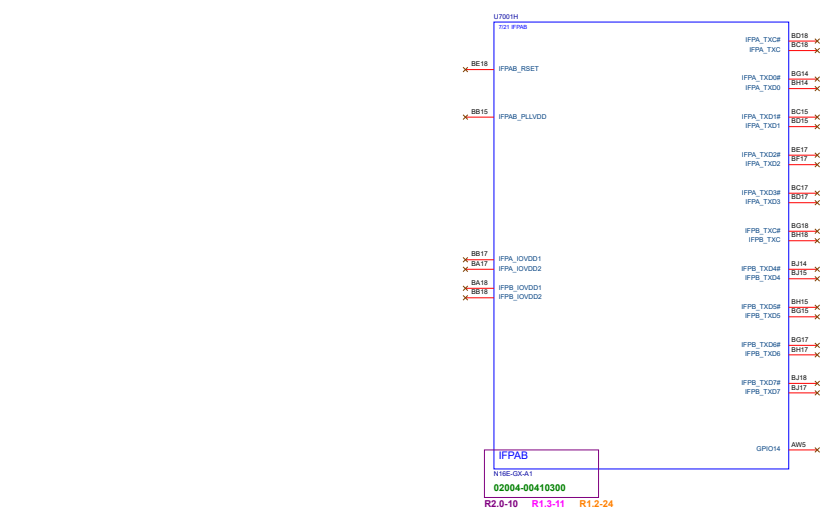 U7001H
7/21 IFPAB
BE18 IFPAB_RSET
BB15 IFPAB_PLLVDD
BB17 IFPA_IOVDD1
BA17 IFPA_IOVDD2
BA18 IFPB_IOVDD1
BB18 IFPB_IOVDD2
IFPA_TXC# BD18
IFPA_TXC BC18
IFPA_TXD0# BG14
IFPA_TXD0 BH14
IFPA_TXD1# BC15
IFPA_TXD1 BD15
IFPA_TXD2# BE17
IFPA_TXD2 BF17
IFPA_TXD3# BC17
IFPA_TXD3 BD17
IFPB_TXC# BG18
IFPB_TXC BH18
IFPB_TXD4# BJ14
IFPB_TXD4 BJ15
IFPB_TXD5# BH15
IFPB_TXD5 BG15
IFPB_TXD6# BG17
IFPB_TXD6 BH17
IFPB_TXD7# BJ18
IFPB_TXD7 BJ17
GPIO14 AW5
IFPAB
N16E-GX-A1
02004-00410300
R2.0-10 R1.3-11 R1.2-24